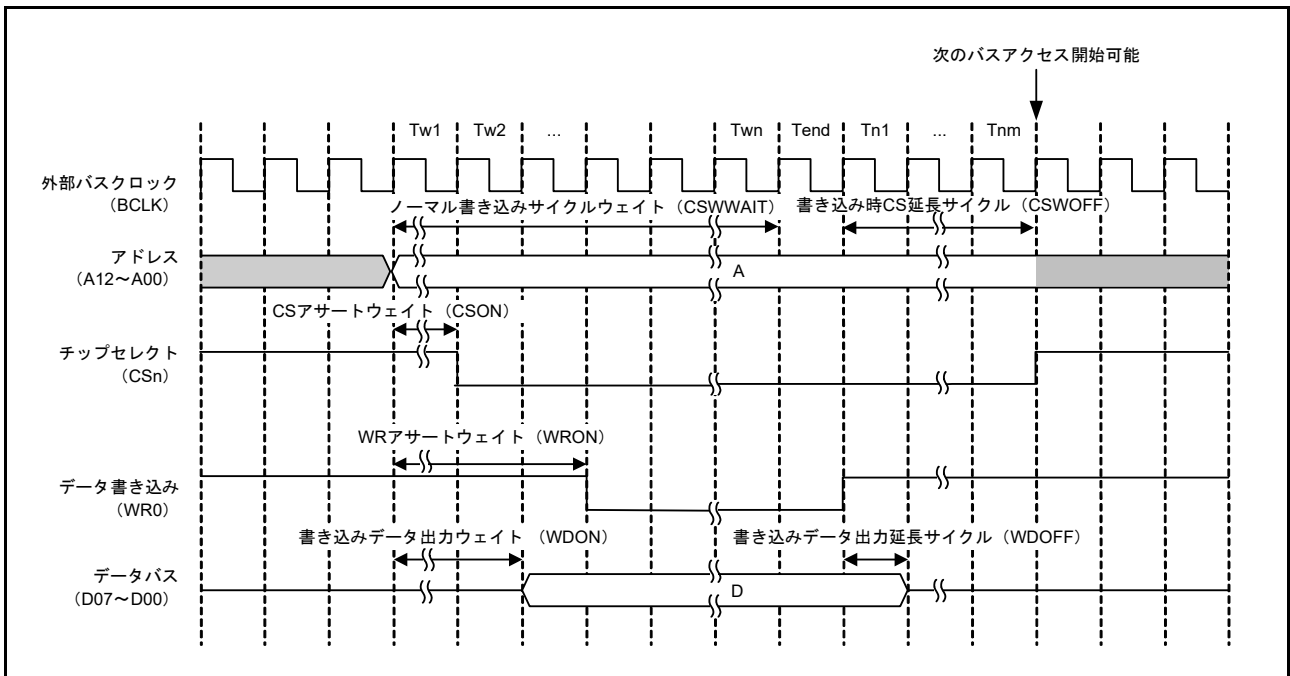 次のバスアクセス開始可能
Tw1 Tw2 ... Twn Tend Tn1 ... Tnm
外部バスクロック
（BCLK）
ノーマル書き込みサイクルウェイト（CSWWAIT）
書き込み時CS延長サイクル（CSWOFF）
アドレス
（A12～A00）
A
CSアサートウェイト（CSON）
チップセレクト
（CSn）
WRアサートウェイト（WRON）
データ書き込み
（WR0）
書き込みデータ出力ウェイト（WDON）
書き込みデータ出力延長サイクル（WDOFF）
データバス
（D07～D00）
D